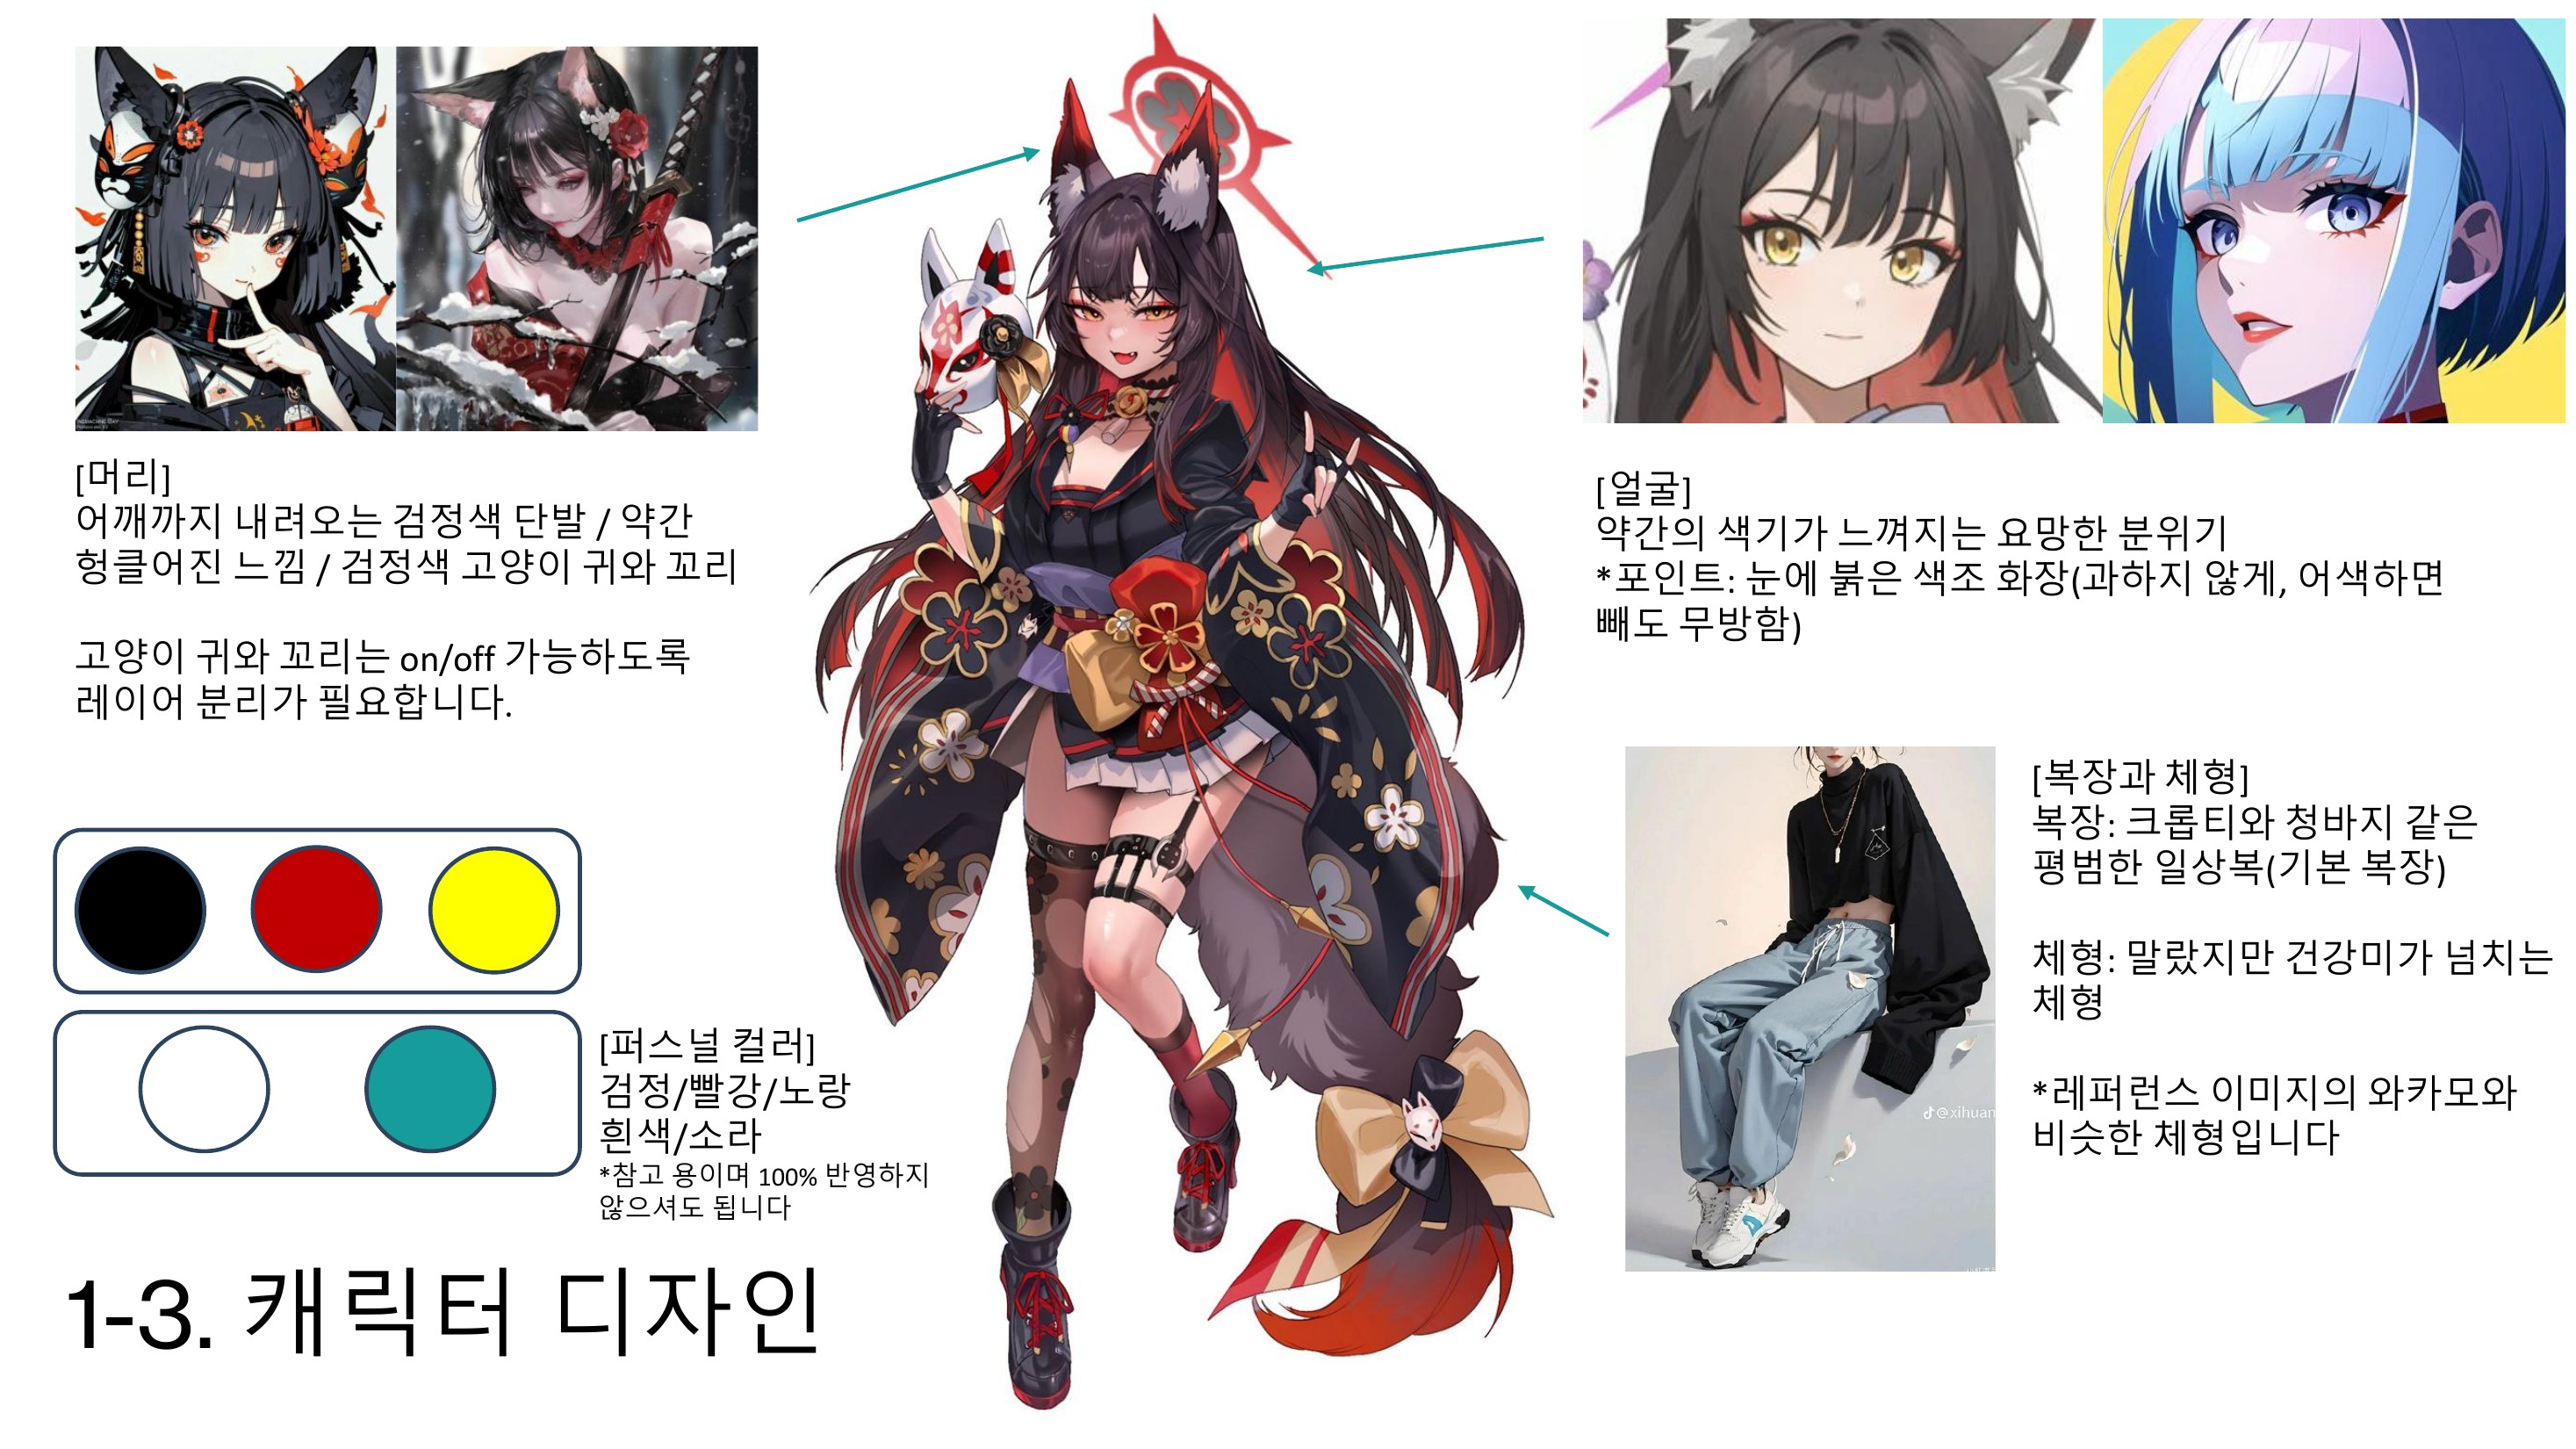 [머리]
어깨까지 내려오는 검정색 단발 / 약간
헝클어진 느낌 / 검정색 고양이 귀와 꼬리
고양이 귀와 꼬리는 on/off 가능하도록
레이어 분리가 필요합니다.
[얼굴]
약간의 색기가 느껴지는 요망한 분위기
*포인트: 눈에 붉은 색조 화장(과하지 않게, 어색하면
빼도 무방함)
[복장과 체형]
복장: 크롭티와 청바지 같은
평범한 일상복(기본 복장)
체형: 말랐지만 건강미가 넘치는
체형
*레퍼런스 이미지의 와카모와
비슷한 체형입니다
@xihuan
[퍼스널 컬러]
검정/빨강/노랑
흰색/소라
*참고 용이며 100% 반영하지
않으셔도 됩니다
1-3. 캐릭터 디자인